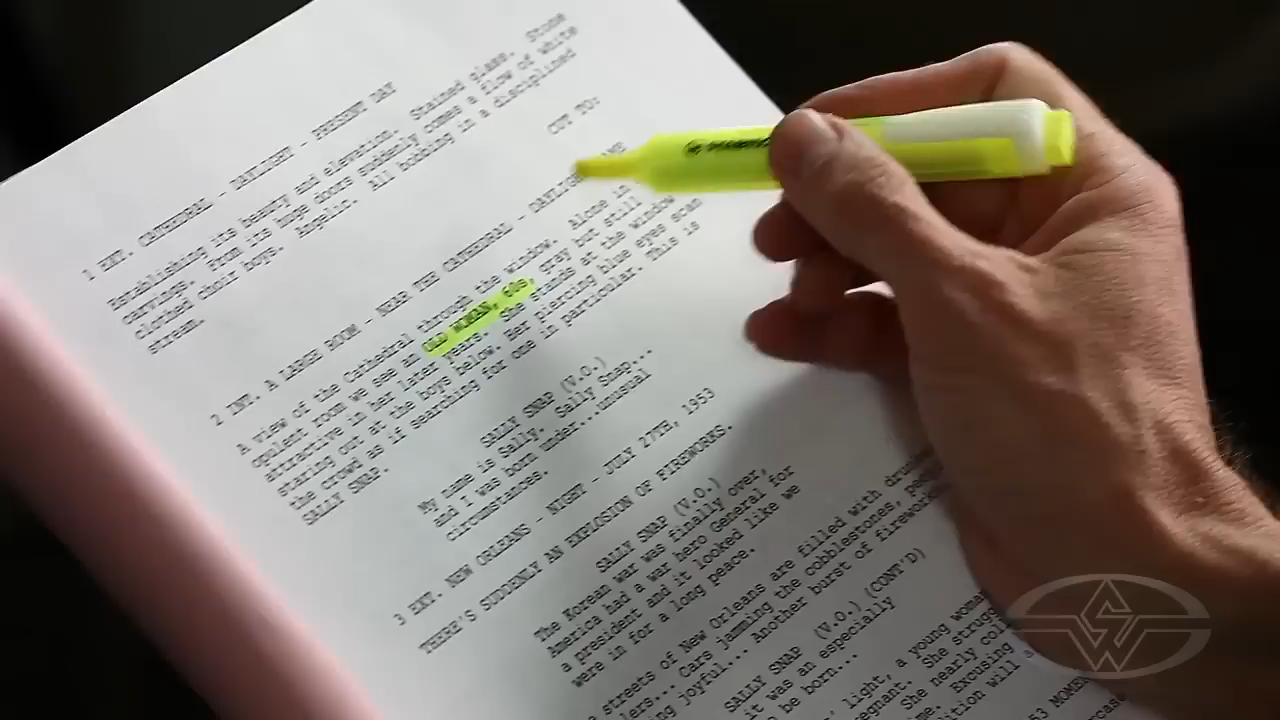 1 EXT. CATHEDRAL - DAYLIGHT - PRESENT DAY
Establishing its beauty and elevation. Stained glass. Stone
carvings. From its huge doors suddenly comes a flow of white
clothed choir boys. Angelic. All bobbing in a disciplined
stream.
CUT TO:
2 INT. A LARGE ROOM - NEAR THE CATHEDRAL - DAYLIGHT
A view of the Cathedral through the window. Alone in
opulent room we see an OLD WOMAN, 60s, grey but still
attractive in her later years. She stands at the window
staring out at the boys below. Her piercing blue eyes scan
the crowd as if searching for one in particular. This is
SALLY SNAP.
SALLY SNAP (V.O.)
My name is Sally. Sally Snap...
and I was born under...unusual
circumstances.
3 EXT. NEW ORLEANS - NIGHT - JULY 27TH, 1953
THERE'S SUDDENLY AN EXPLOSION OF FIREWORKS.
SALLY SNAP (V.O.)
The Korean war was finally over,
America had a war hero General for
a president and it looked like we
were in for a long peace.
streets of New Orleans are filled with
Cars jamming the cobblestones,
joyful... Another burst of
SALLY SNAP (V.O.) (CONT'D)
it was an especially
be born...
light, a young
She
She nearly
Excusing
will
53